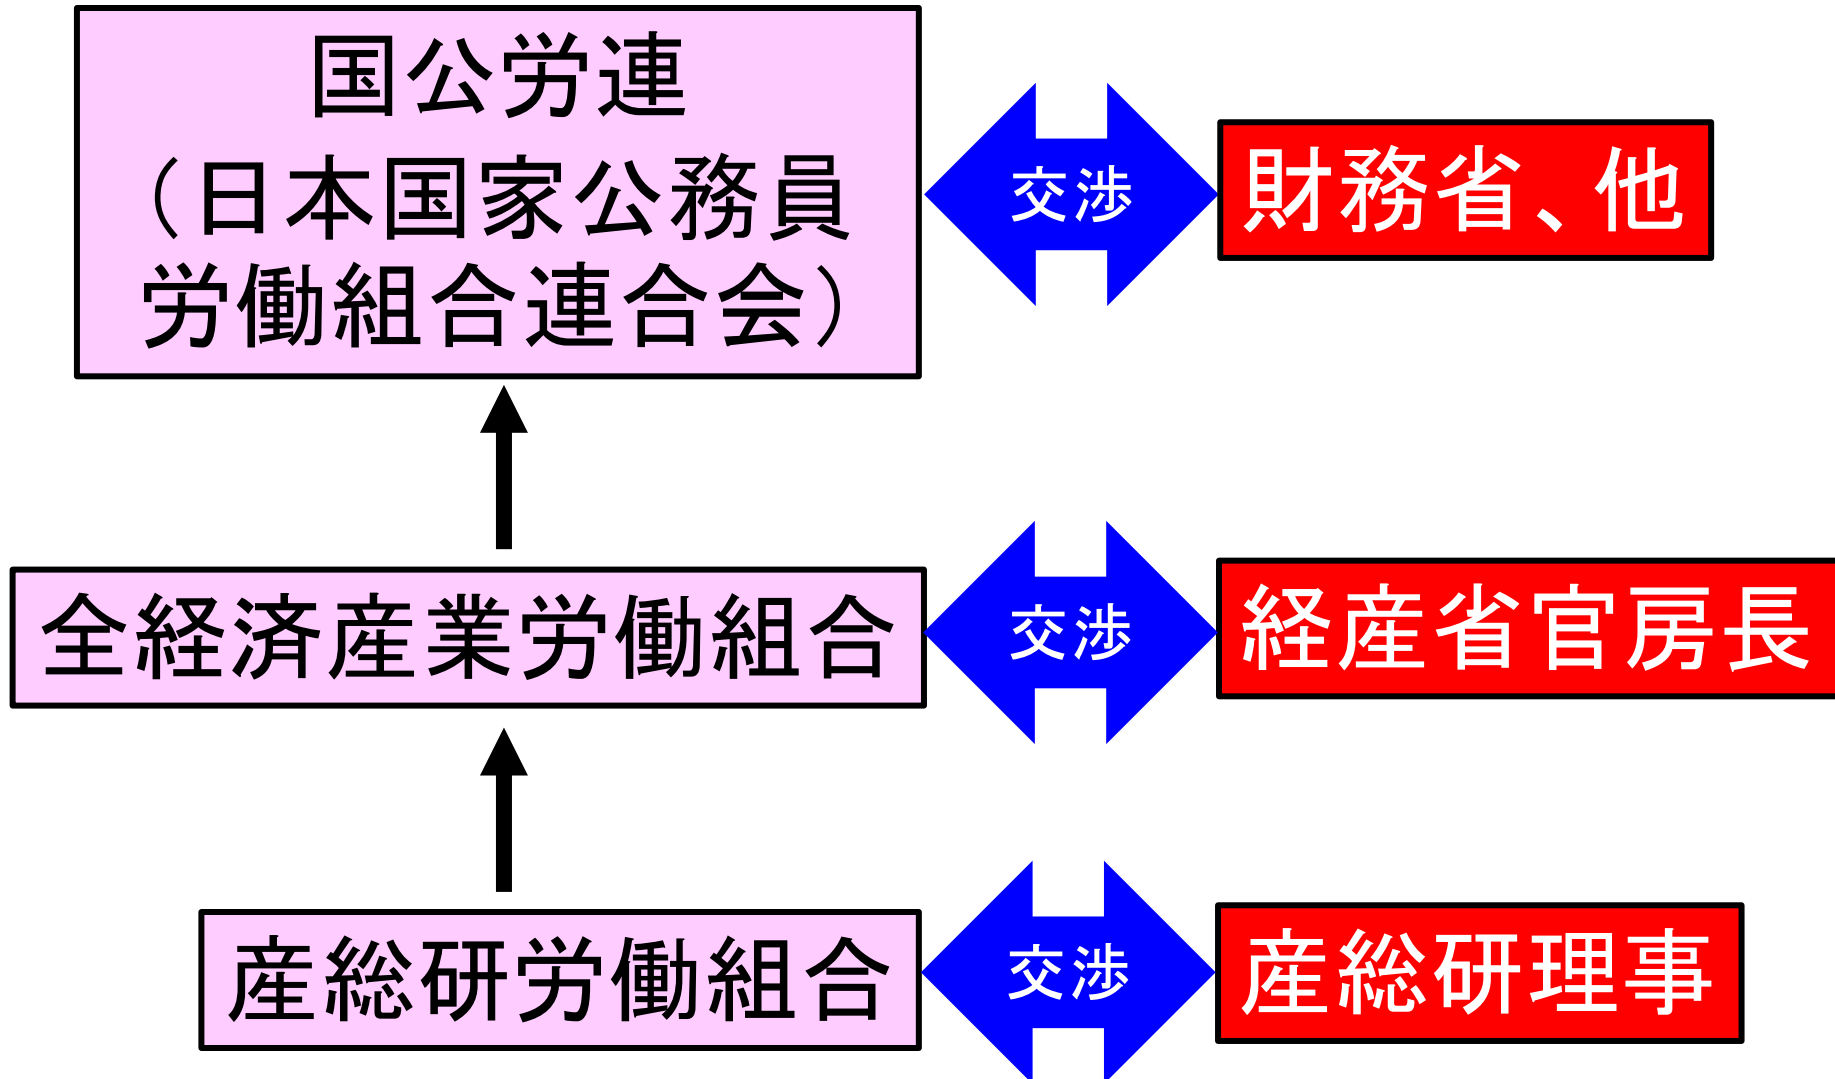 国公労連
（日本国家公務員
労働組合連合会）
交渉
財務省、他
全経済産業労働組合
交渉
経産省官房長
産総研労働組合
交渉
産総研理事